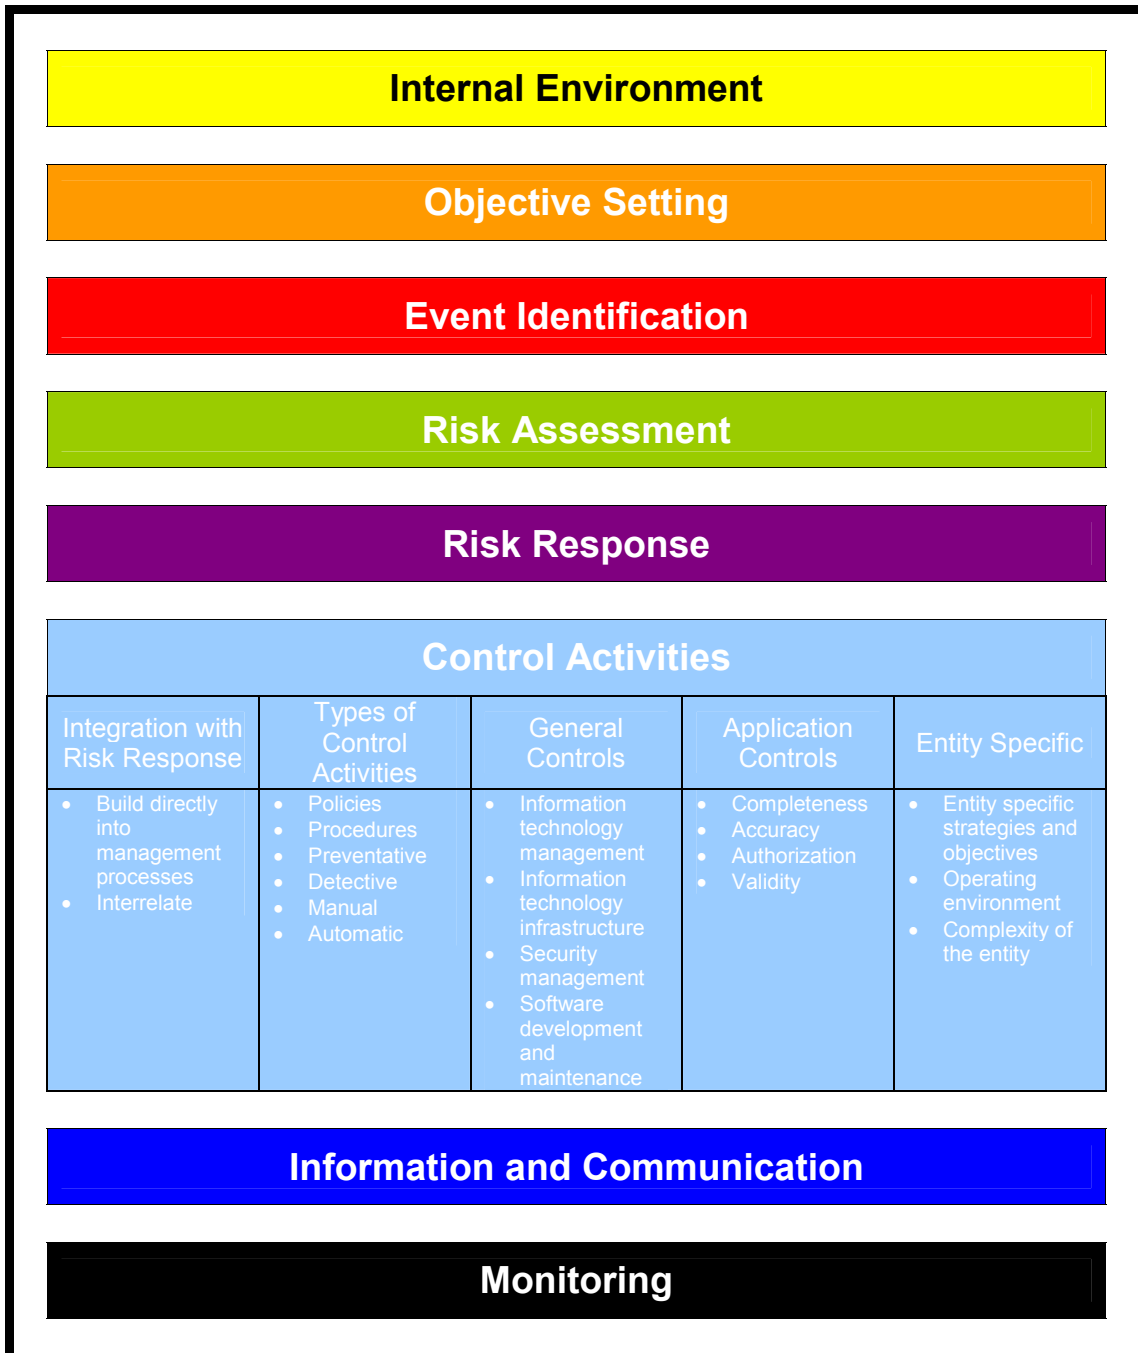 Internal Environment
Objective Setting
Event Identification
Risk Assessment
Risk Response
Control Activities
Integration with
Risk Response
Types of
Control
Activities
General
Controls
Application
Controls
Entity Specific
• Build directly
into
management
processes
• Interrelate
• Policies
• Procedures
• Preventative
• Detective
• Manual
• Automatic
• Information
technology
management
• Information
technology
infrastructure
• Security
management
• Software
development
and
maintenance
• Completeness
• Accuracy
• Authorization
• Validity
• Entity specific
strategies and
objectives
• Operating
environment
• Complexity of
the entity
Information and Communication
Monitoring